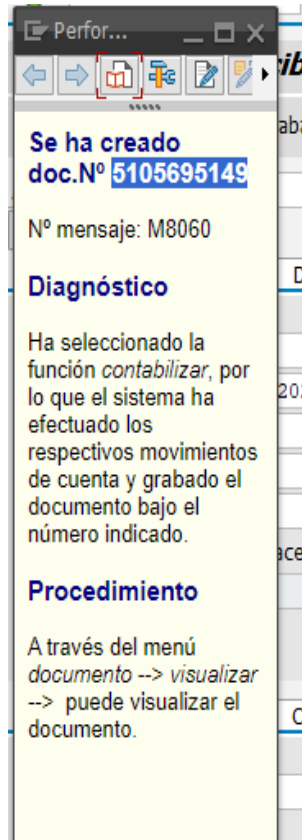 Perfor...
Se ha creado
doc.Nº 5105695149
Nº mensaje: M8060
Diagnóstico
Ha seleccionado la
función contabilizar, por
lo que el sistema ha
efectuado los
respectivos movimientos
de cuenta y grabado el
documento bajo el
número indicado.
Procedimiento
A través del menú
documento --> visualizar
--> puede visualizar el
documento.